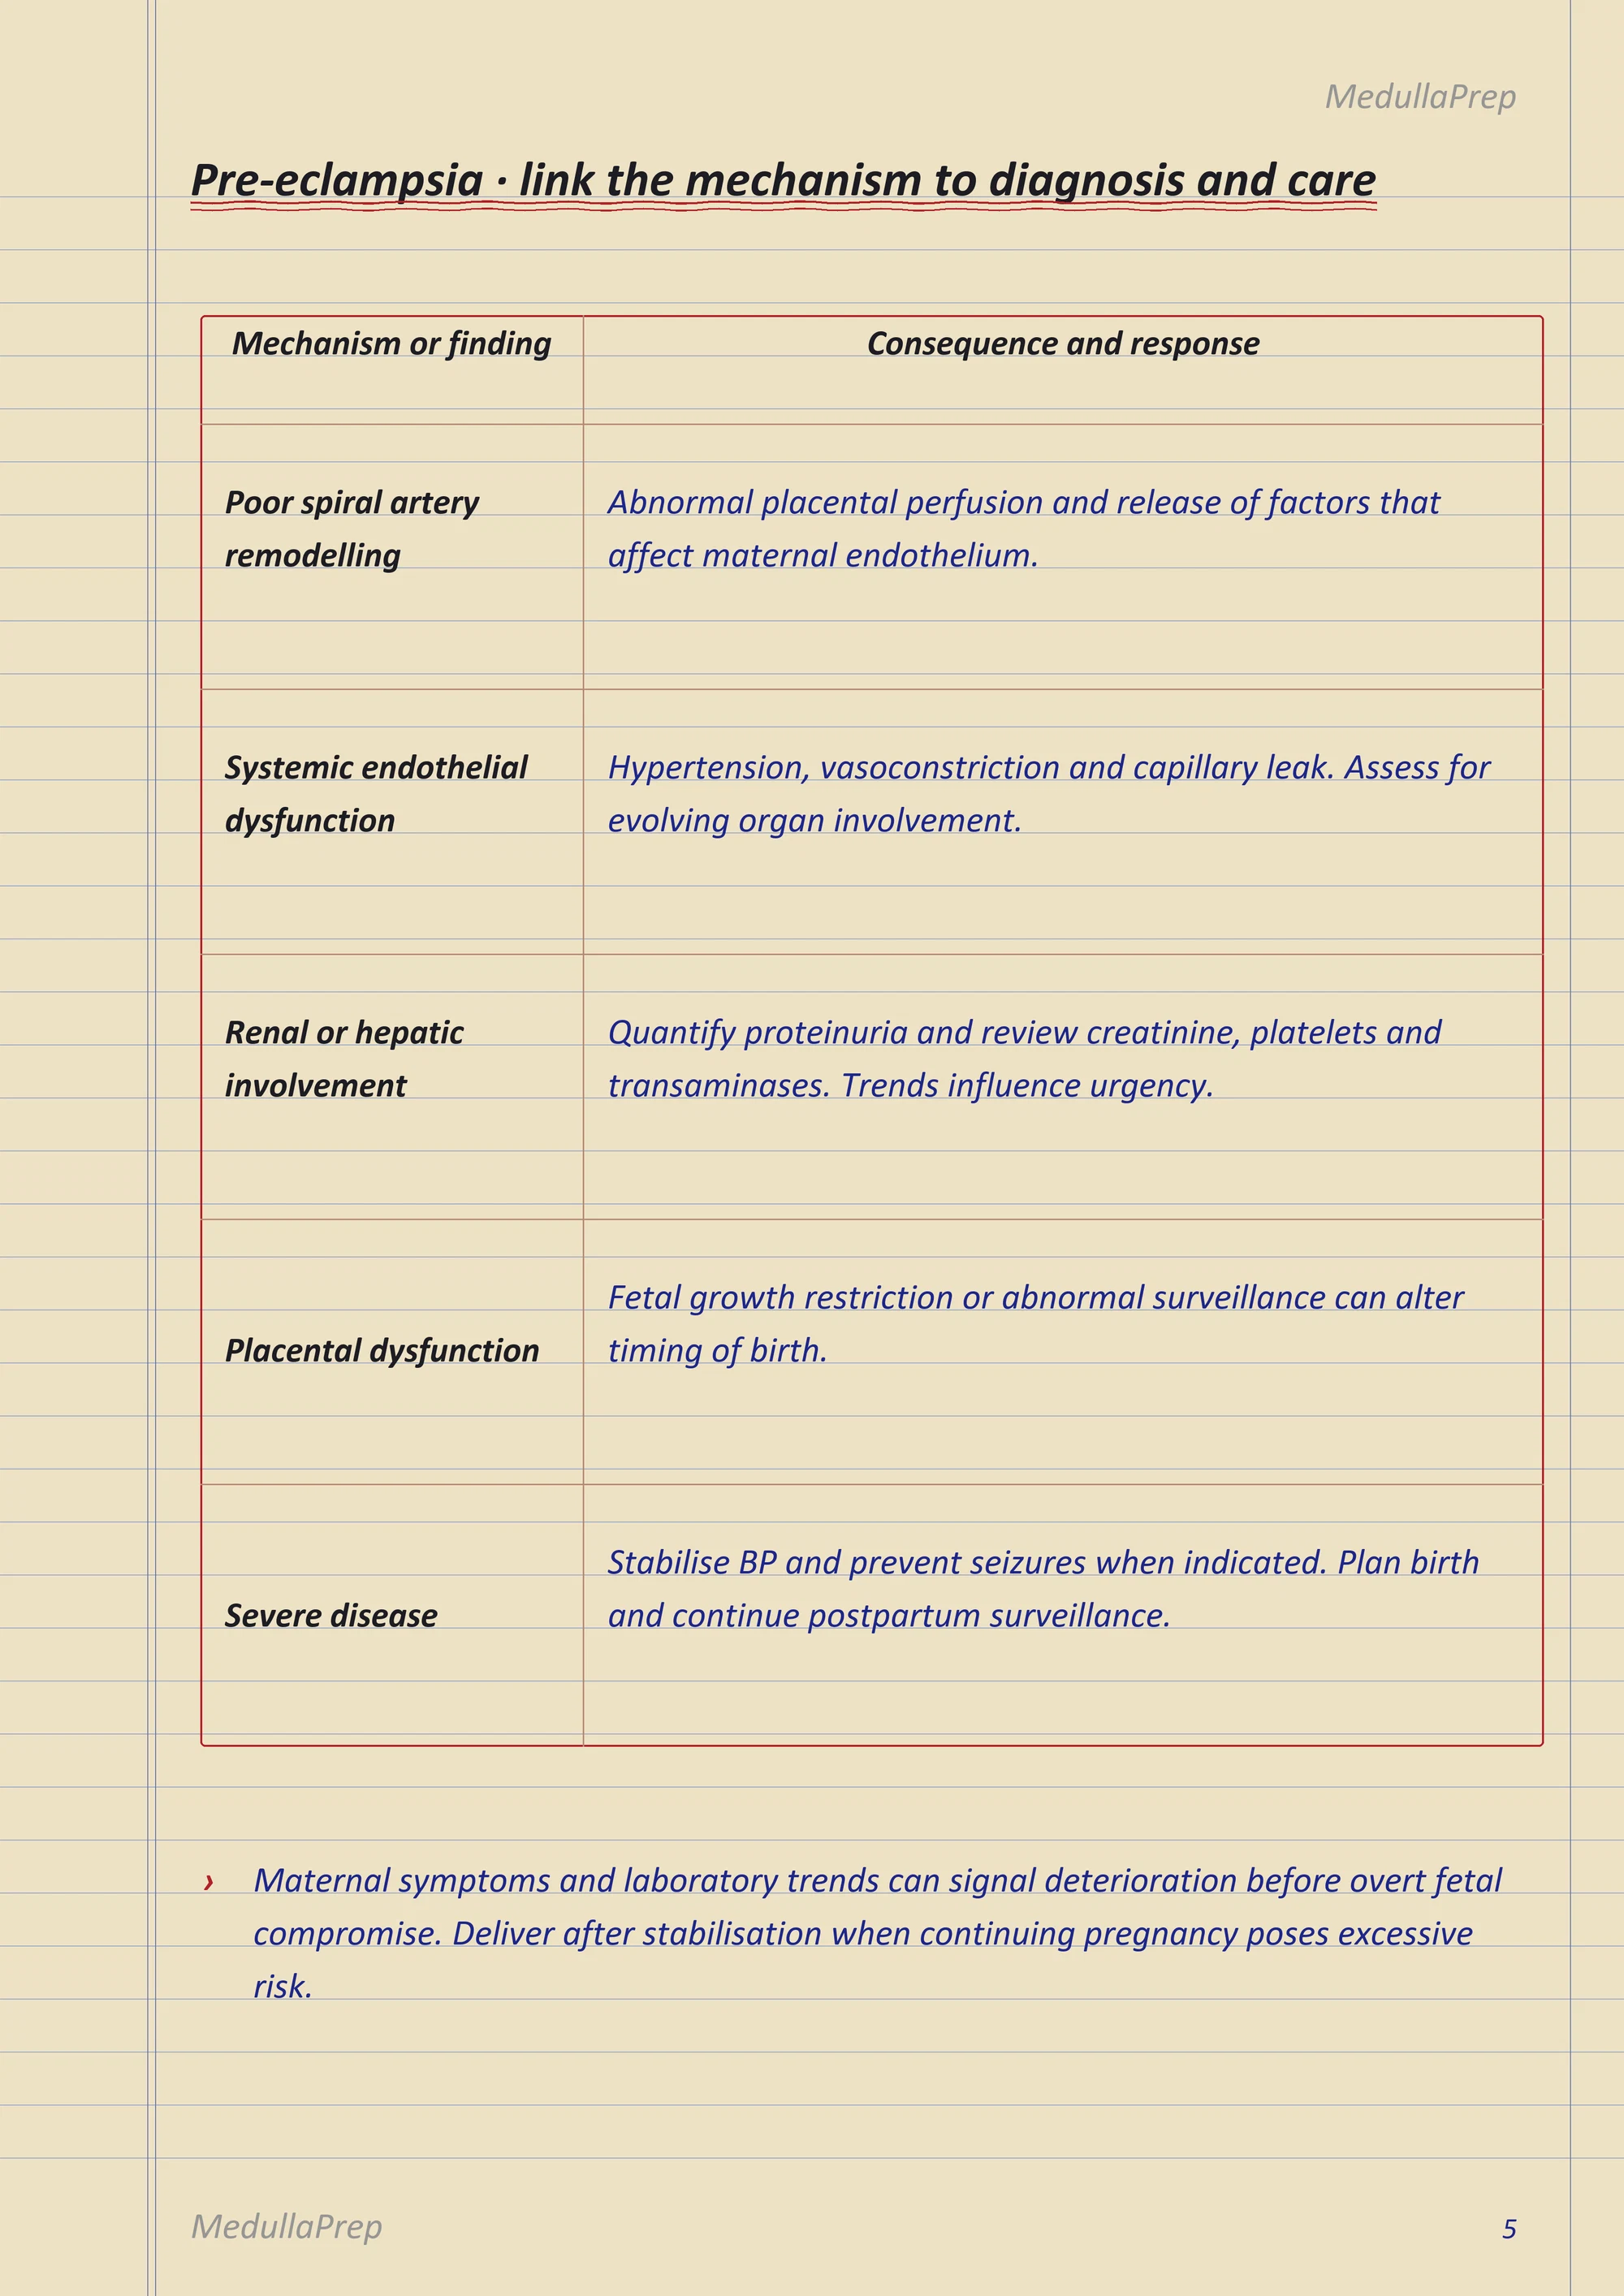 MedullaPrep
Pre-eclampsia · link the mechanism to diagnosis and care
Mechanism or finding
Consequence and response
Poor spiral artery
remodelling
Abnormal placental perfusion and release of factors that
affect maternal endothelium.
Systemic endothelial
dysfunction
Hypertension, vasoconstriction and capillary leak. Assess for
evolving organ involvement.
Renal or hepatic
involvement
Quantify proteinuria and review creatinine, platelets and
transaminases. Trends influence urgency.
Placental dysfunction
Fetal growth restriction or abnormal surveillance can alter
timing of birth.
Severe disease
Stabilise BP and prevent seizures when indicated. Plan birth
and continue postpartum surveillance.
› Maternal symptoms and laboratory trends can signal deterioration before overt fetal
compromise. Deliver after stabilisation when continuing pregnancy poses excessive
risk.
MedullaPrep
5